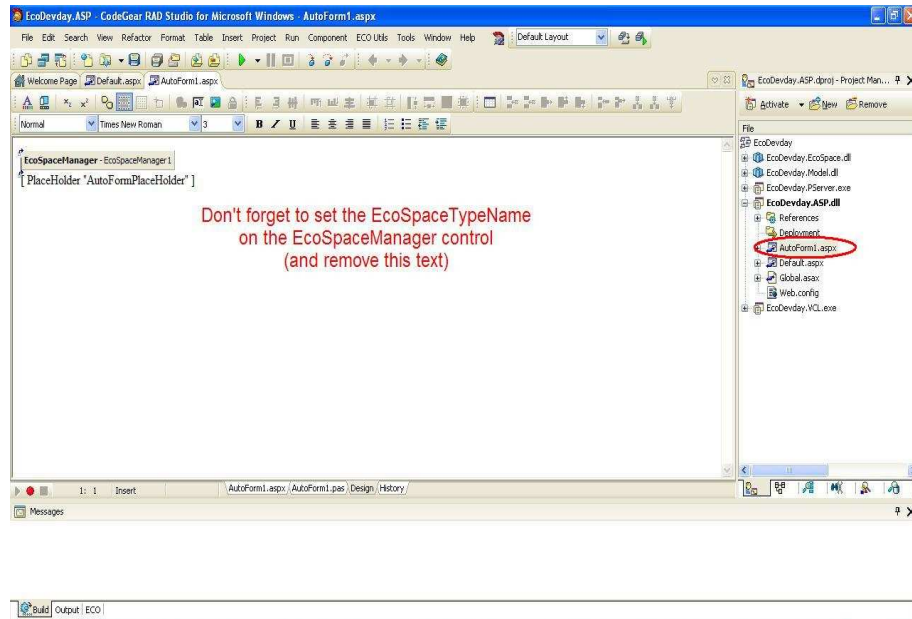 EcoDevday.ASP - CodeGear RAD Studio for Microsoft Windows - AutoForm1.aspx
File Edit Search View Refactor Format Table Insert Project Run Component ECO Utils Tools Window Help Default Layout
Welcome Page Default.aspx AutoForm1.aspx
Normal Times New Roman 3 B I U
EcoSpaceManager - EcoSpaceManager1
[ PlaceHolder "AutoFormPlaceHolder" ]
Don't forget to set the EcoSpaceTypeName
on the EcoSpaceManager control
(and remove this text)
1: 1 Insert AutoForm1.aspx AutoForm1.pas Design History
EcoDevday.ASP.dproj - Project Man...
Activate New Remove
File
EcoDevday
EcoDevday.EcoSpace.dll
EcoDevday.Model.dll
EcoDevday.PServer.exe
EcoDevday.ASP.dll
References
Deployment
AutoForm1.aspx
Default.aspx
Global.asax
Web.config
EcoDevday.VCL.exe
Messages
Build Output ECO